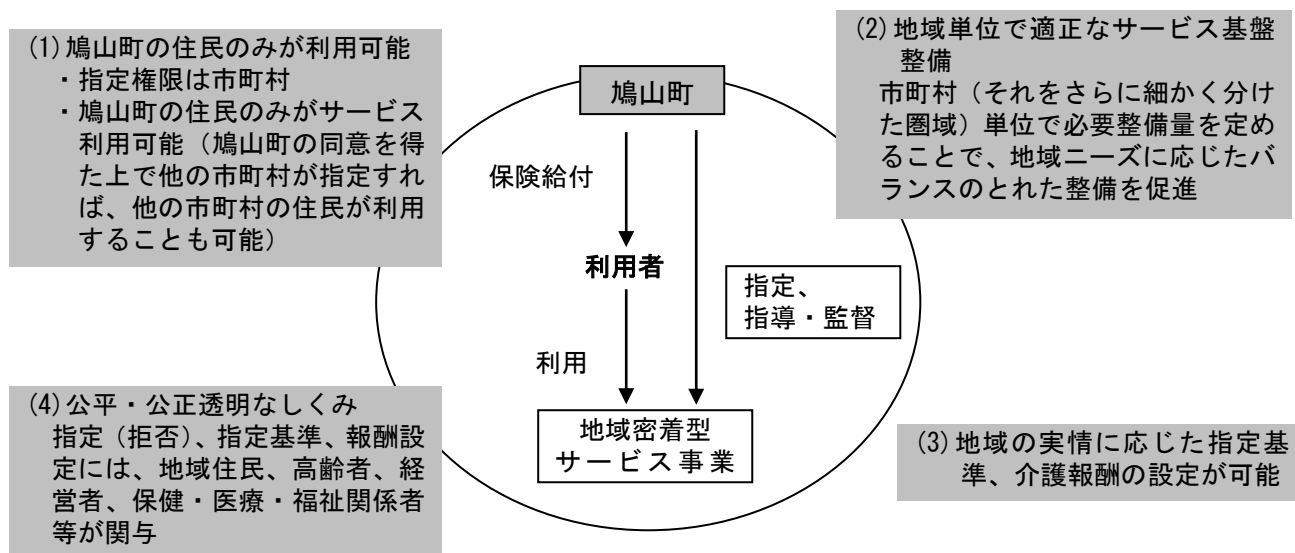 (1)鳩山町の住民のみが利用可能
・指定権限は市町村
・鳩山町の住民のみがサービス
利用可能（鳩山町の同意を得
た上で他の市町村が指定すれ
ば、他の市町村の住民が利用
することも可能）
(2)地域単位で適正なサービス基盤
整備
市町村（それをさらに細かく分け
た圏域）単位で必要整備量を定め
ることで、地域ニーズに応じたバ
ランスのとれた整備を促進
鳩山町
保険給付
利用者
指定、
指導・監督
利用
地域密着型
サービス事業
(4)公平・公正透明なしくみ
指定（拒否）、指定基準、報酬設
定には、地域住民、高齢者、経
営者、保健・医療・福祉関係者
等が関与
(3)地域の実情に応じた指定基
準、介護報酬の設定が可能